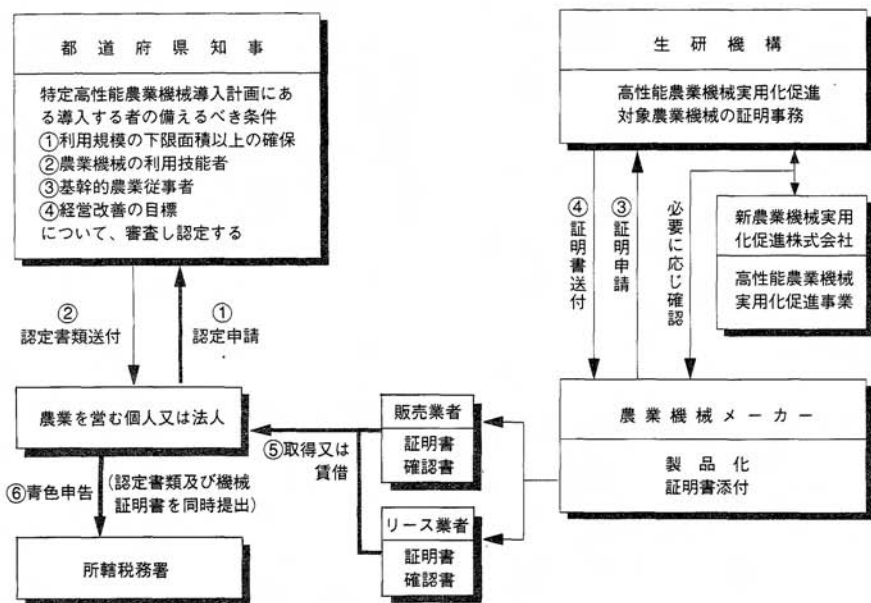 都道府県知事
特定高性能農業機械導入計画にあ
る導入する者の備えるべき条件
①利用規模の下限面積以上の確保
②農業機械の利用技能者
③基幹的農業従事者
④経営改善の目標
について、審査し認定する
生研機構
高性能農業機械実用化促進
対象農業機械の証明事務
④証明書送付
③証明申請
必要に応じ確認
新農業機械実用
化促進株式会社
高性能農業機械
実用化促進事業
②
認定書類送付
①
認定申請
農業を営む個人又は法人
⑤取得又は
賃借
販売業者
証明書
確認書
リース業者
証明書
確認書
農業機械メーカー
製品化
証明書添付
⑥青色申告
(認定書類及び機械
証明書を同時提出)
所轄税務署